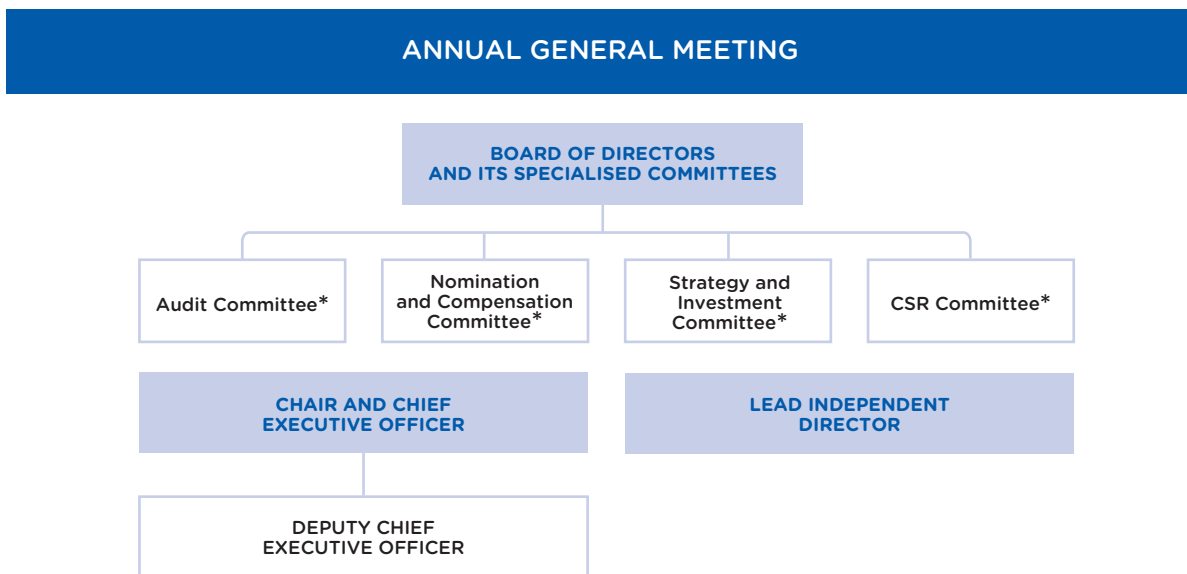 ANNUAL GENERAL MEETING
BOARD OF DIRECTORS
AND ITS SPECIALISED COMMITTEES
Audit Committee*
Nomination
and Compensation
Committee*
Strategy and
Investment
Committee*
CSR Committee*
CHAIR AND CHIEF
EXECUTIVE OFFICER
LEAD INDEPENDENT
DIRECTOR
DEPUTY CHIEF
EXECUTIVE OFFICER